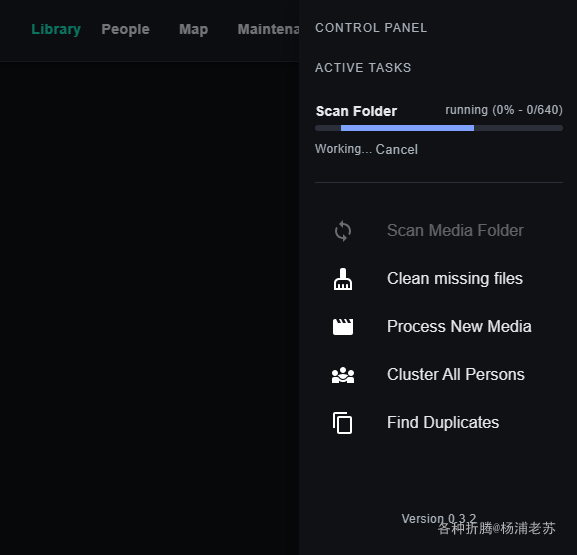 Library People Map Maintena
CONTROL PANEL
ACTIVE TASKS
Scan Folder running (0% - 0/640)
Working... Cancel
Scan Media Folder
Clean missing files
Process New Media
Cluster All Persons
Find Duplicates
Version 0.3.2
各种折腾@杨浦老苏